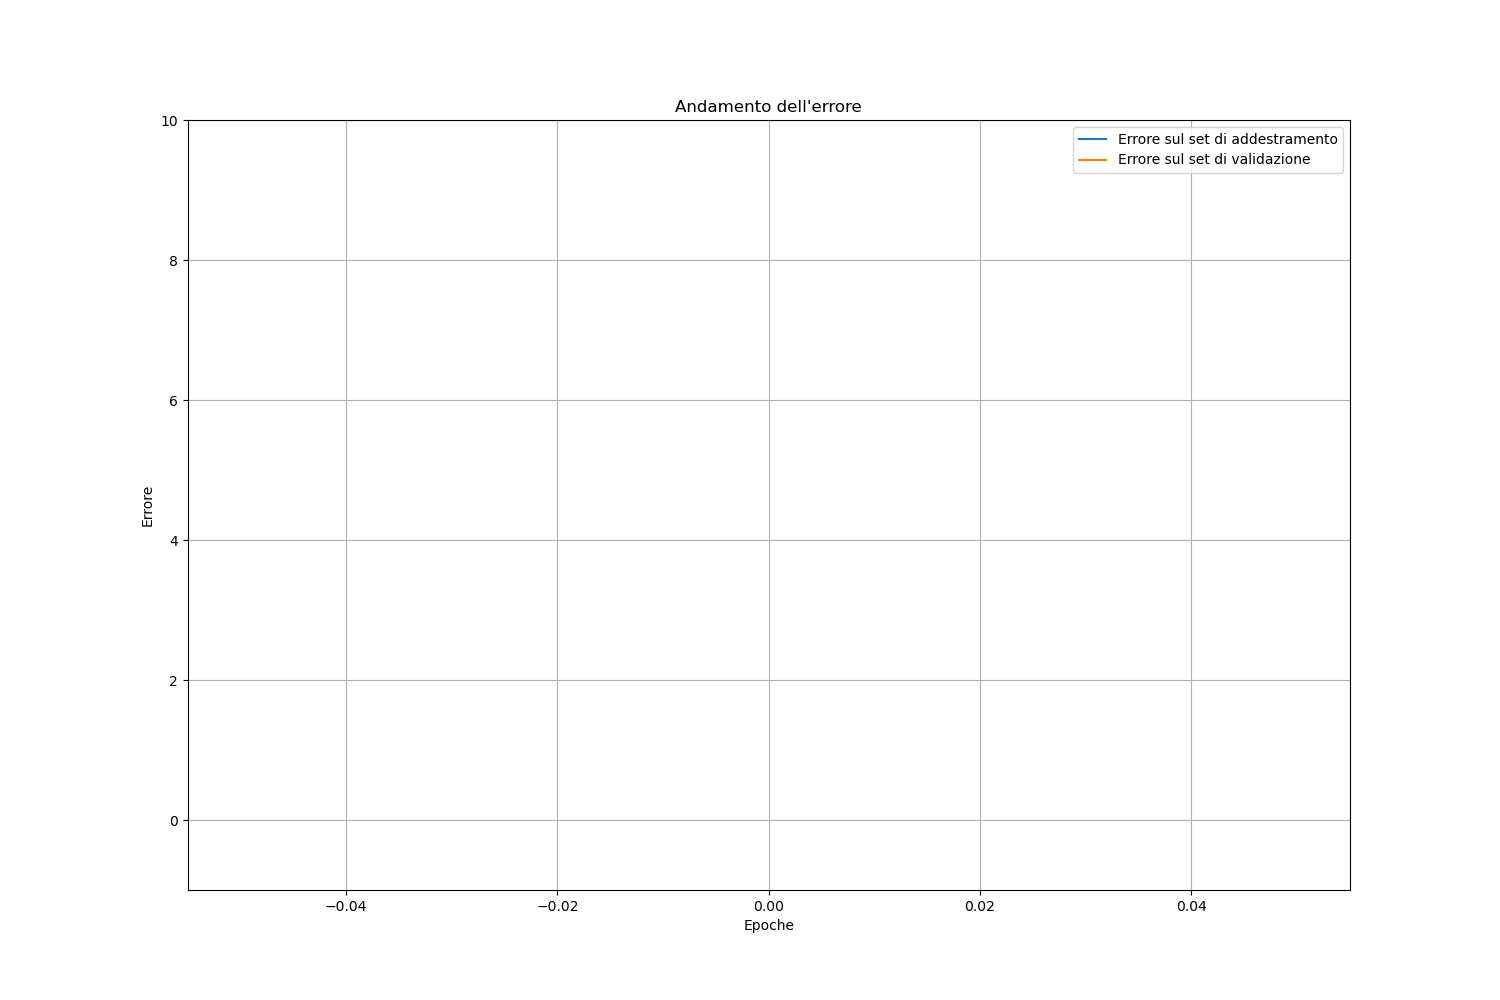 Andamento dell'errore
Errore sul set di addestramento
Errore sul set di validazione
10
8
6
4
2
0
Errore
−0.04
−0.02
0.00
0.02
0.04
Epoche